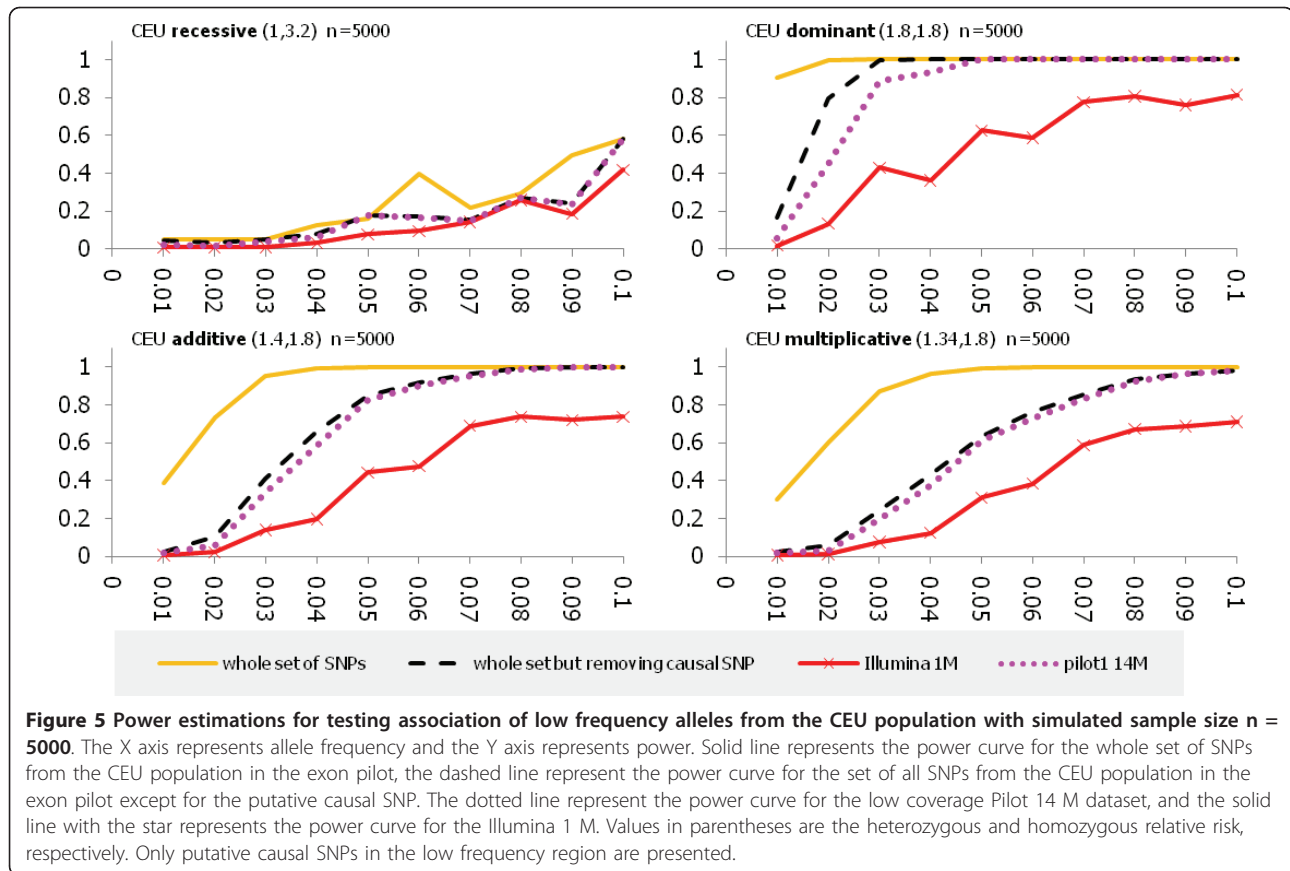 CEU recessive (1,3.2) n=5000
1
0.8
0.6
0.4
0.2
0
0 0.01 0.02 0.03 0.04 0.05 0.06 0.07 0.08 0.09 0.1
CEU dominant (1.8,1.8) n=5000
1
0.8
0.6
0.4
0.2
0
0 0.01 0.02 0.03 0.04 0.05 0.06 0.07 0.08 0.09 0.1
CEU additive (1.4,1.8) n=5000
1
0.8
0.6
0.4
0.2
0
0 0.01 0.02 0.03 0.04 0.05 0.06 0.07 0.08 0.09 0.1
CEU multiplicative (1.34,1.8) n=5000
1
0.8
0.6
0.4
0.2
0
0 0.01 0.02 0.03 0.04 0.05 0.06 0.07 0.08 0.09 0.1
whole set of SNPs whole set but removing causal SNP Illumina 1M pilot1 14M
Figure 5 Power estimations for testing association of low frequency alleles from the CEU population with simulated sample size n =
5000. The X axis represents allele frequency and the Y axis represents power. Solid line represents the power curve for the whole set of SNPs
from the CEU population in the exon pilot, the dashed line represent the power curve for the set of all SNPs from the CEU population in the
exon pilot except for the putative causal SNP. The dotted line represent the power curve for the low coverage Pilot 14 M dataset, and the solid
line with the star represents the power curve for the Illumina 1 M. Values in parentheses are the heterozygous and homozygous relative risk,
respectively. Only putative causal SNPs in the low frequency region are presented.